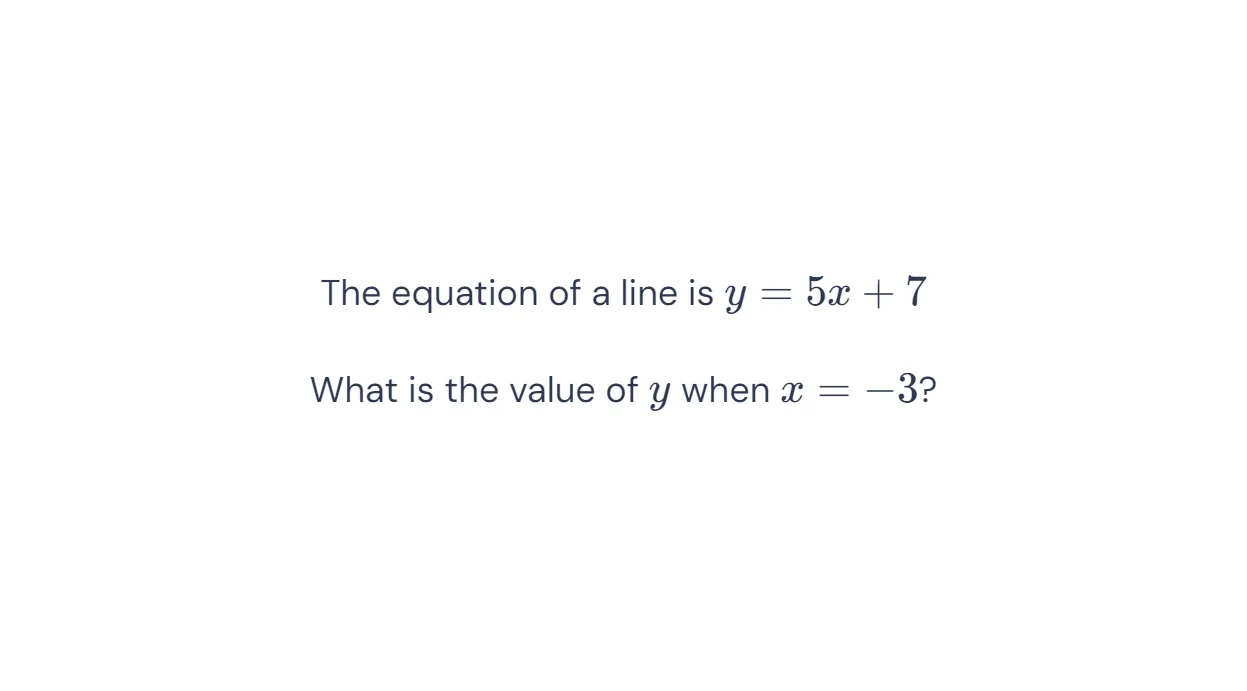 The equation of a line is y = 5x + 7
What is the value of y when x = −3?